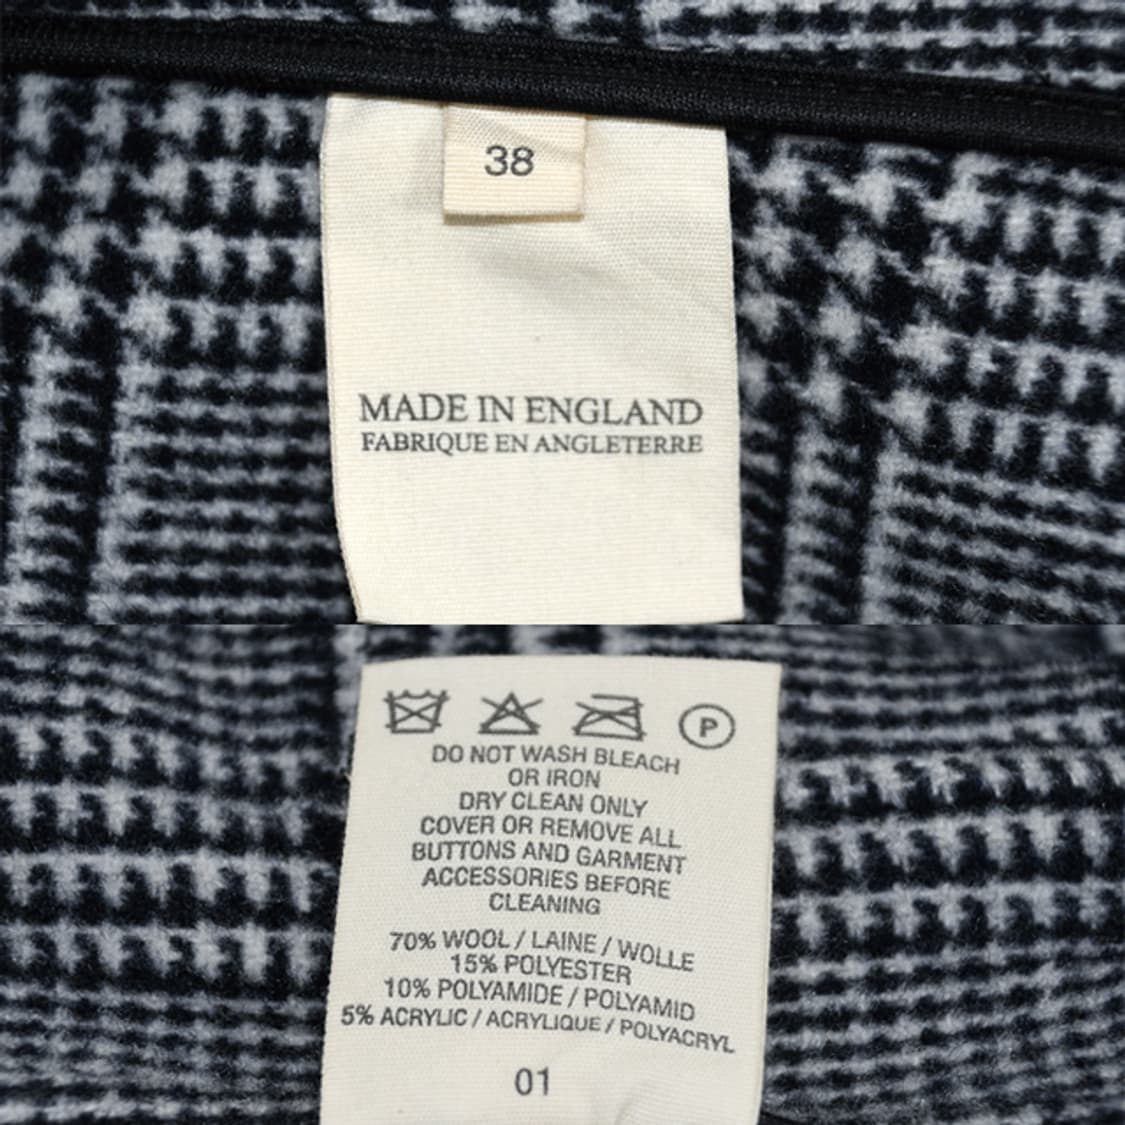 38
MADE IN ENGLAND
FABRIQUE EN ANGLETERRE
P
DO NOT WASH BLEACH
OR IRON
DRY CLEAN ONLY
COVER OR REMOVE ALL
BUTTONS AND GARMENT
ACCESSORIES BEFORE
CLEANING
70% WOOL / LAINE / WOLLE
15% POLYESTER
10% POLYAMIDE / POLYAMID
5% ACRYLIC / ACRYLIQUE / POLYACRYL
01